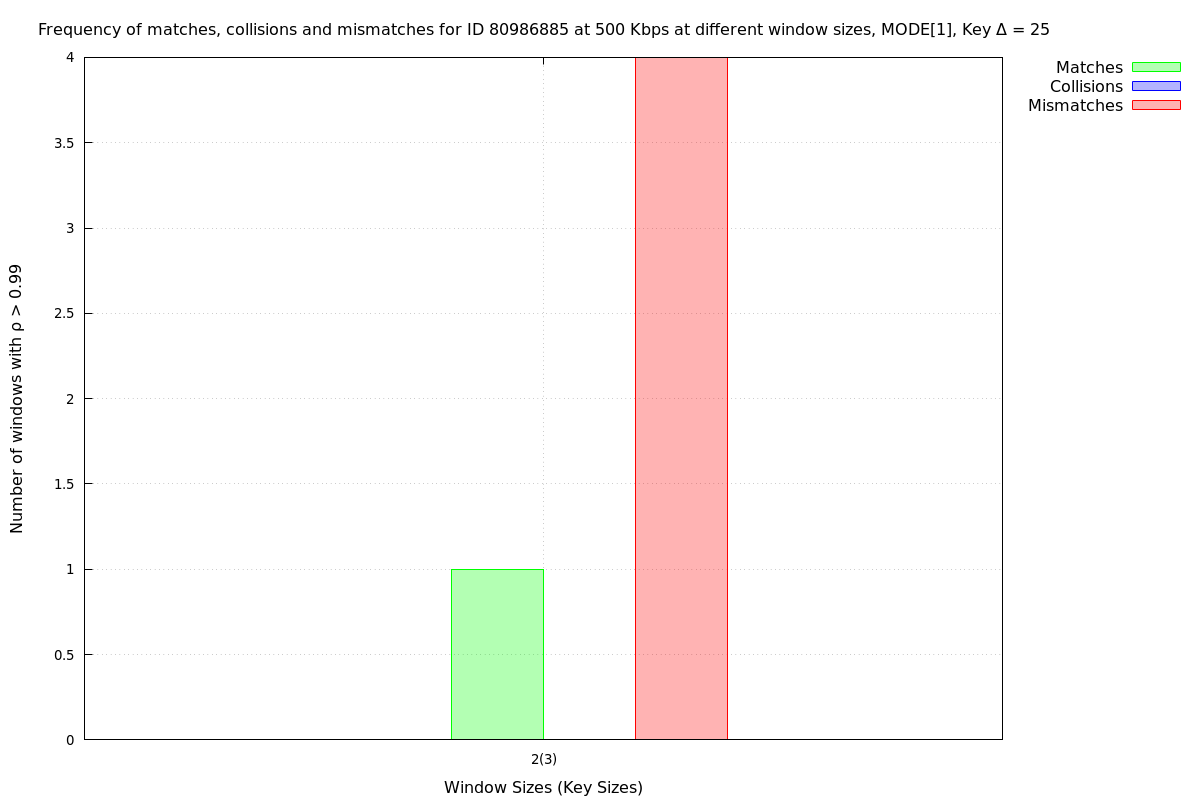 Frequency of matches, collisions and mismatches for ID 80986885 at 500 Kbps at different window sizes, MODE[1], Key Δ = 25
Matches
Collisions
Mismatches
Number of windows with ρ > 0.99
4
3.5
3
2.5
2
1.5
1
0.5
0
2(3)
Window Sizes (Key Sizes)